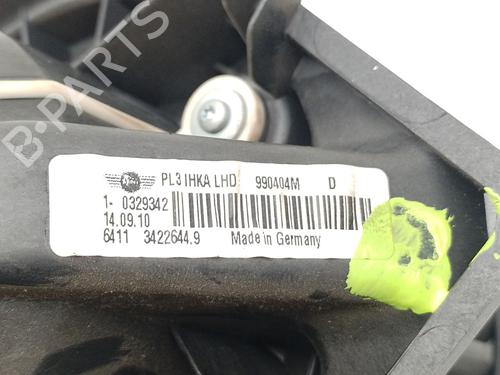 B-PARTS
PL3 IHKA LHD 990404M D
1- 0329342
14.09.10
6411 3422644.9 Made in Germany